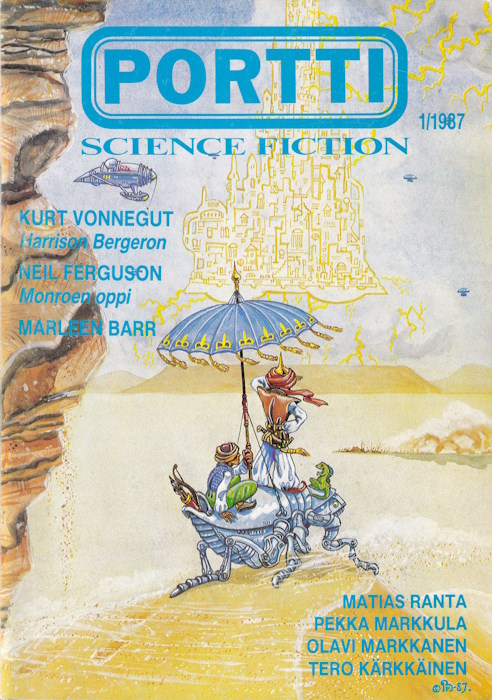 PORTTI
1/1987
SCIENCE FICTION
KURT VONNEGUT
Harrison Bergeron
NEIL FERGUSON
Monroen oppi
MARLEEN BARR
MATIAS RANTA
PEKKA MARKKULA
OLAVI MARKKANEN
TERO KÄRKKÄINEN